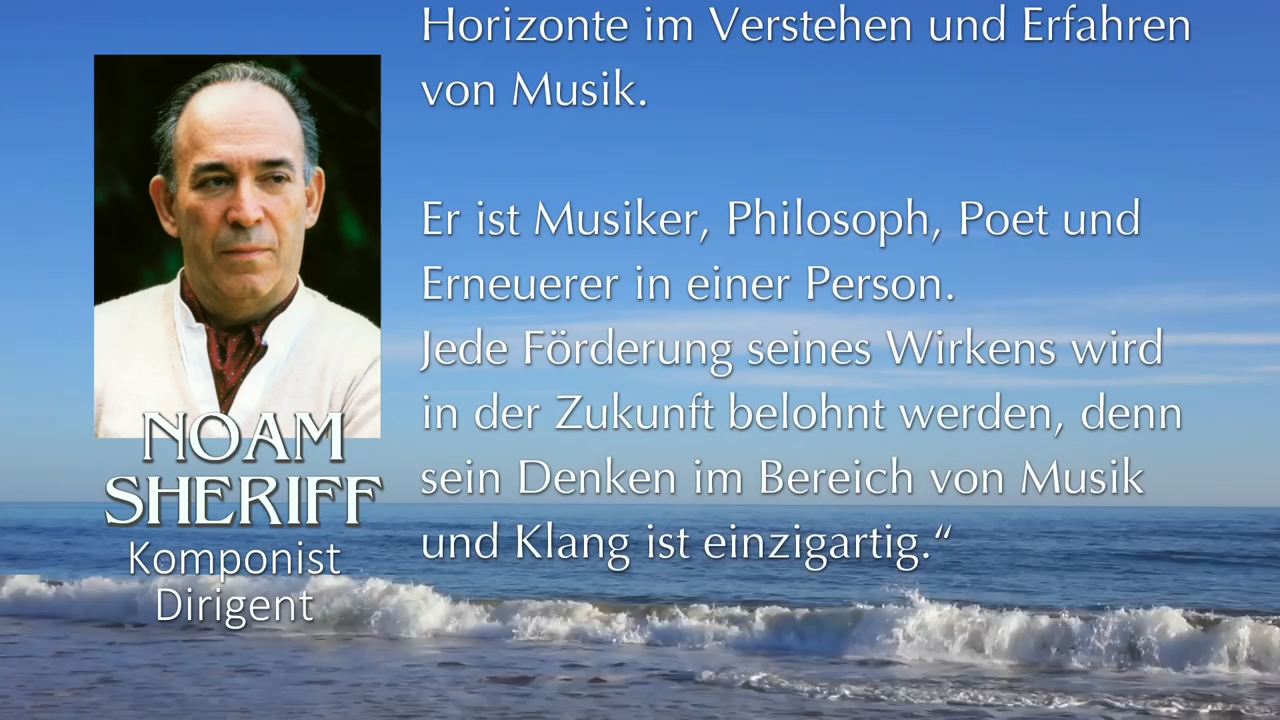 Horizonte im Verstehen und Erfahren
von Musik.
Er ist Musiker, Philosoph, Poet und
Erneuerer in einer Person.
Jede Förderung seines Wirkens wird
in der Zukunft belohnt werden, denn
sein Denken im Bereich von Musik
und Klang ist einzigartig.“
NOAM
SHERIFF
Komponist
Dirigent